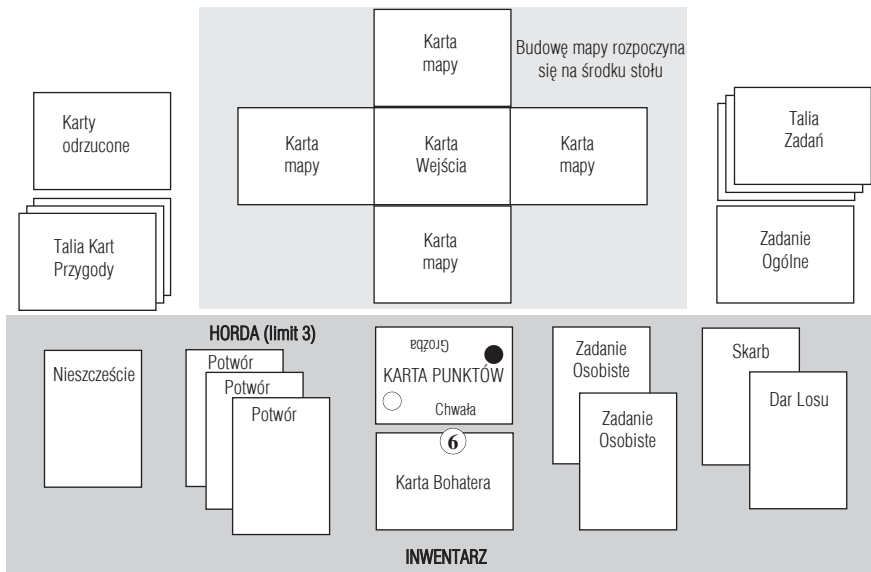 Karta
mapy
Budowę mapy rozpoczyna
się na środku stołu
Karty
odrzucone
Karta
mapy
Karta
Wejścia
Karta
mapy
Talia
Zadań
Talia Kart
Przygody
Karta
mapy
Zadanie
Ogólne
HORDA (limit 3)
Nieszczeście
Potwór
Potwór
Potwór
Groźba
KARTA PUNKTÓW
Chwała
6
Karta Bohatera
Zadanie
Osobiste
Zadanie
Osobiste
Skarb
Dar Losu
INWENTARZ